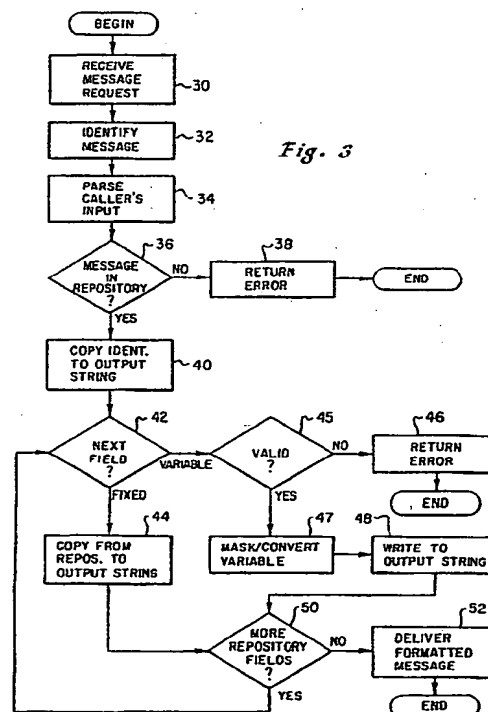 BEGIN
RECEIVE
MESSAGE
REQUEST
30
IDENTIFY
MESSAGE
32
Fig. 3
PARSE
CALLER'S
INPUT
34
36
MESSAGE
IN
REPOSITORY
?
NO
38
RETURN
ERROR
END
YES
COPY IDENT.
TO OUTPUT
STRING
40
42
NEXT
FIELD
?
VARIABLE
45
VALID
?
NO
46
RETURN
ERROR
END
FIXED
YES
44
COPY FROM
REPOS. TO
OUTPUT STRING
47
MASK/CONVERT
VARIABLE
48
WRITE TO
OUTPUT STRING
50
MORE
REPOSITORY
FIELDS
?
NO
52
DELIVER
FORMATTED
MESSAGE
YES
END